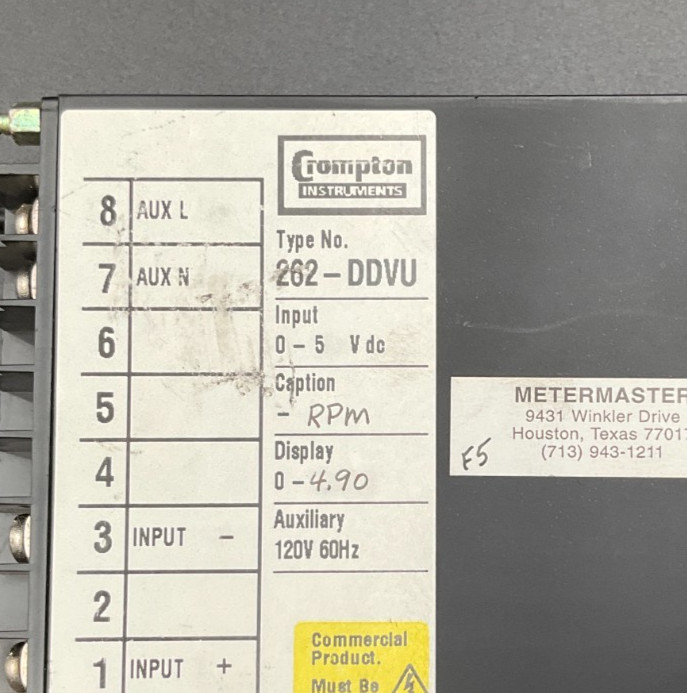 Crompton
INSTRUMENTS
8 AUX L
7 AUX N
6
5
4
3 INPUT -
2
1 INPUT +
Type No.
262-DDVU
Input
0-5 Vdc
Caption
- RPM
Display
0-4.90
Auxiliary
120V 60Hz
Commercial
Product.
Must Be
METERMASTER
9431 Winkler Drive
Houston, Texas 77017
(713) 943-1211
F5